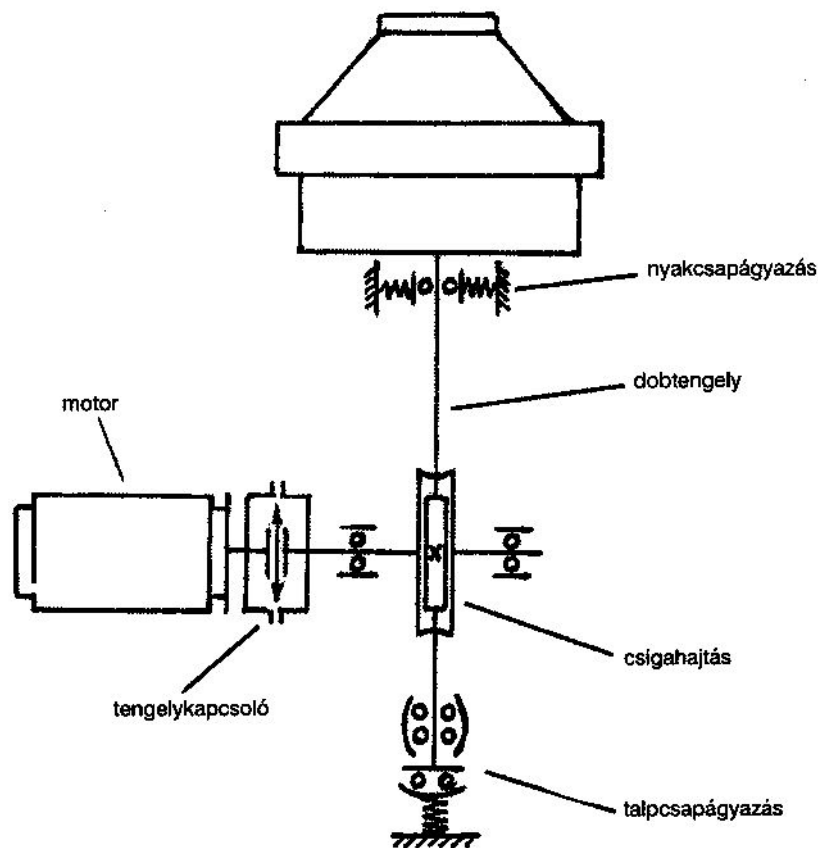 nyakcsapágyazás
dobtengely
motor
csigahajtás
tengelykapcsoló
talpcsapágyazás